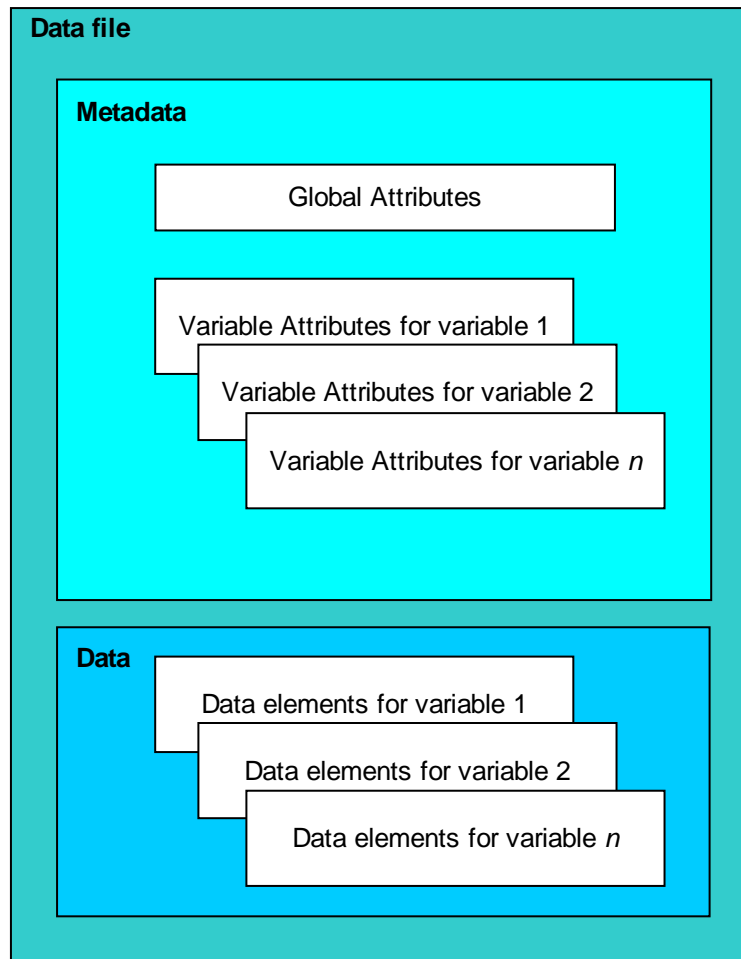 Data file
Metadata
Global Attributes
Variable Attributes for variable 1
Variable Attributes for variable 2
Variable Attributes for variable n
Data
Data elements for variable 1
Data elements for variable 2
Data elements for variable n